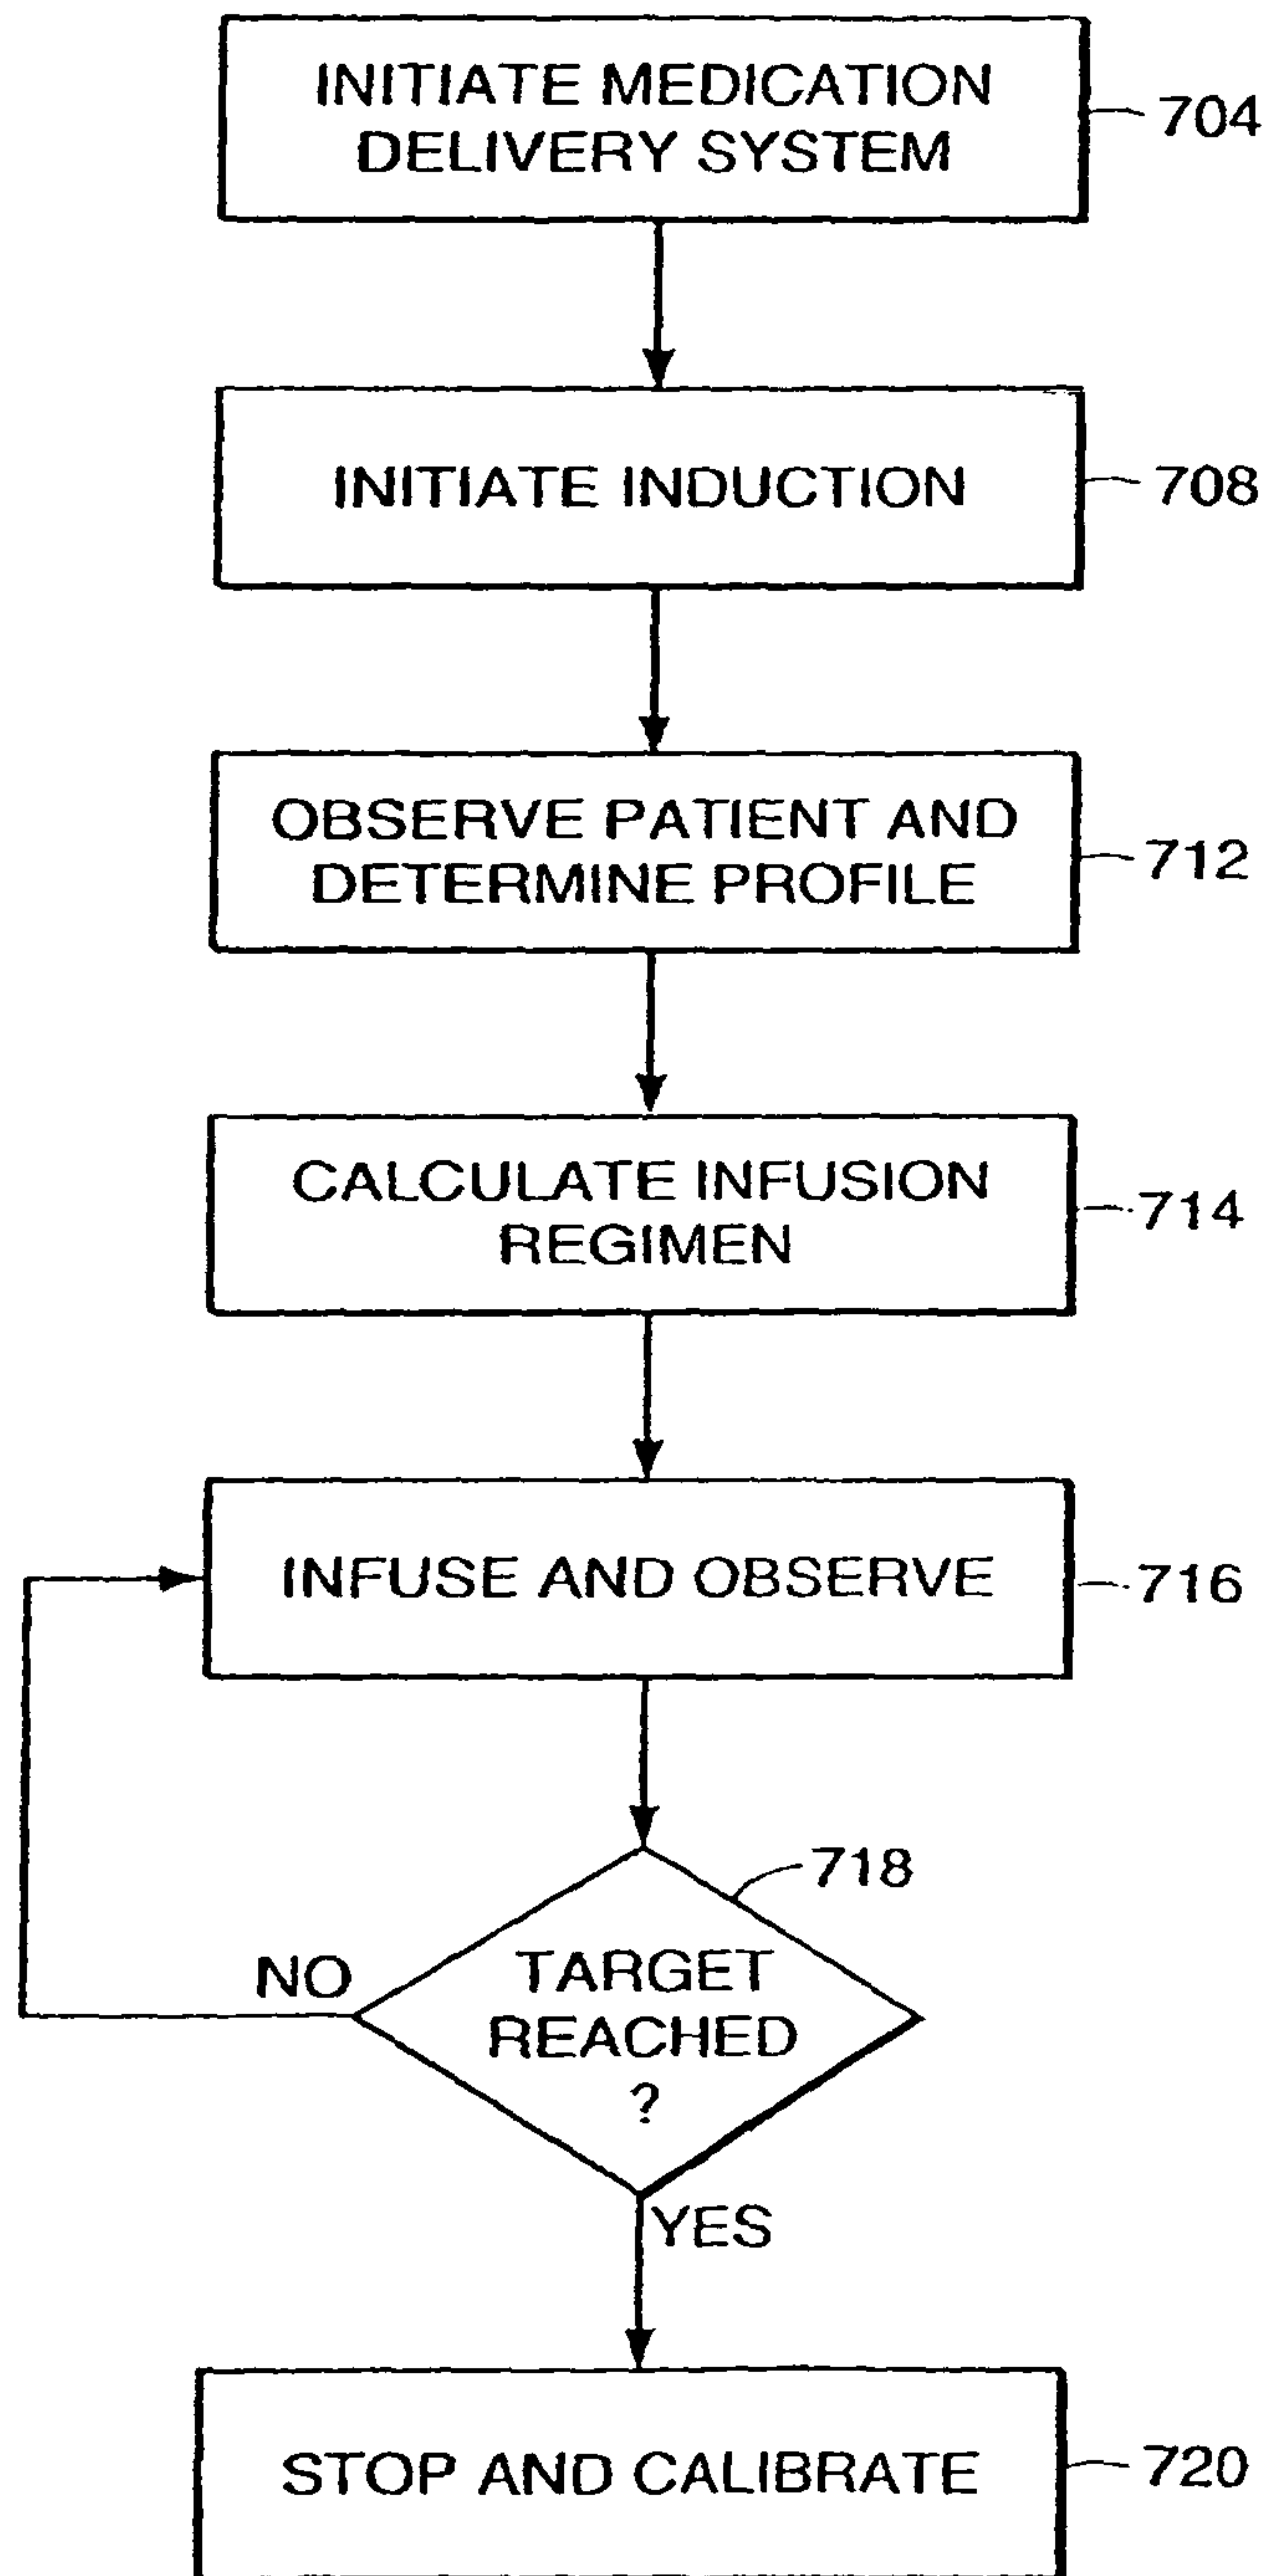 INITIATE MEDICATION
DELIVERY SYSTEM
704
INITIATE INDUCTION
708
OBSERVE PATIENT AND
DETERMINE PROFILE
712
CALCULATE INFUSION
REGIMEN
714
INFUSE AND OBSERVE
716
718
TARGET
REACHED
?
NO
YES
STOP AND CALIBRATE
720